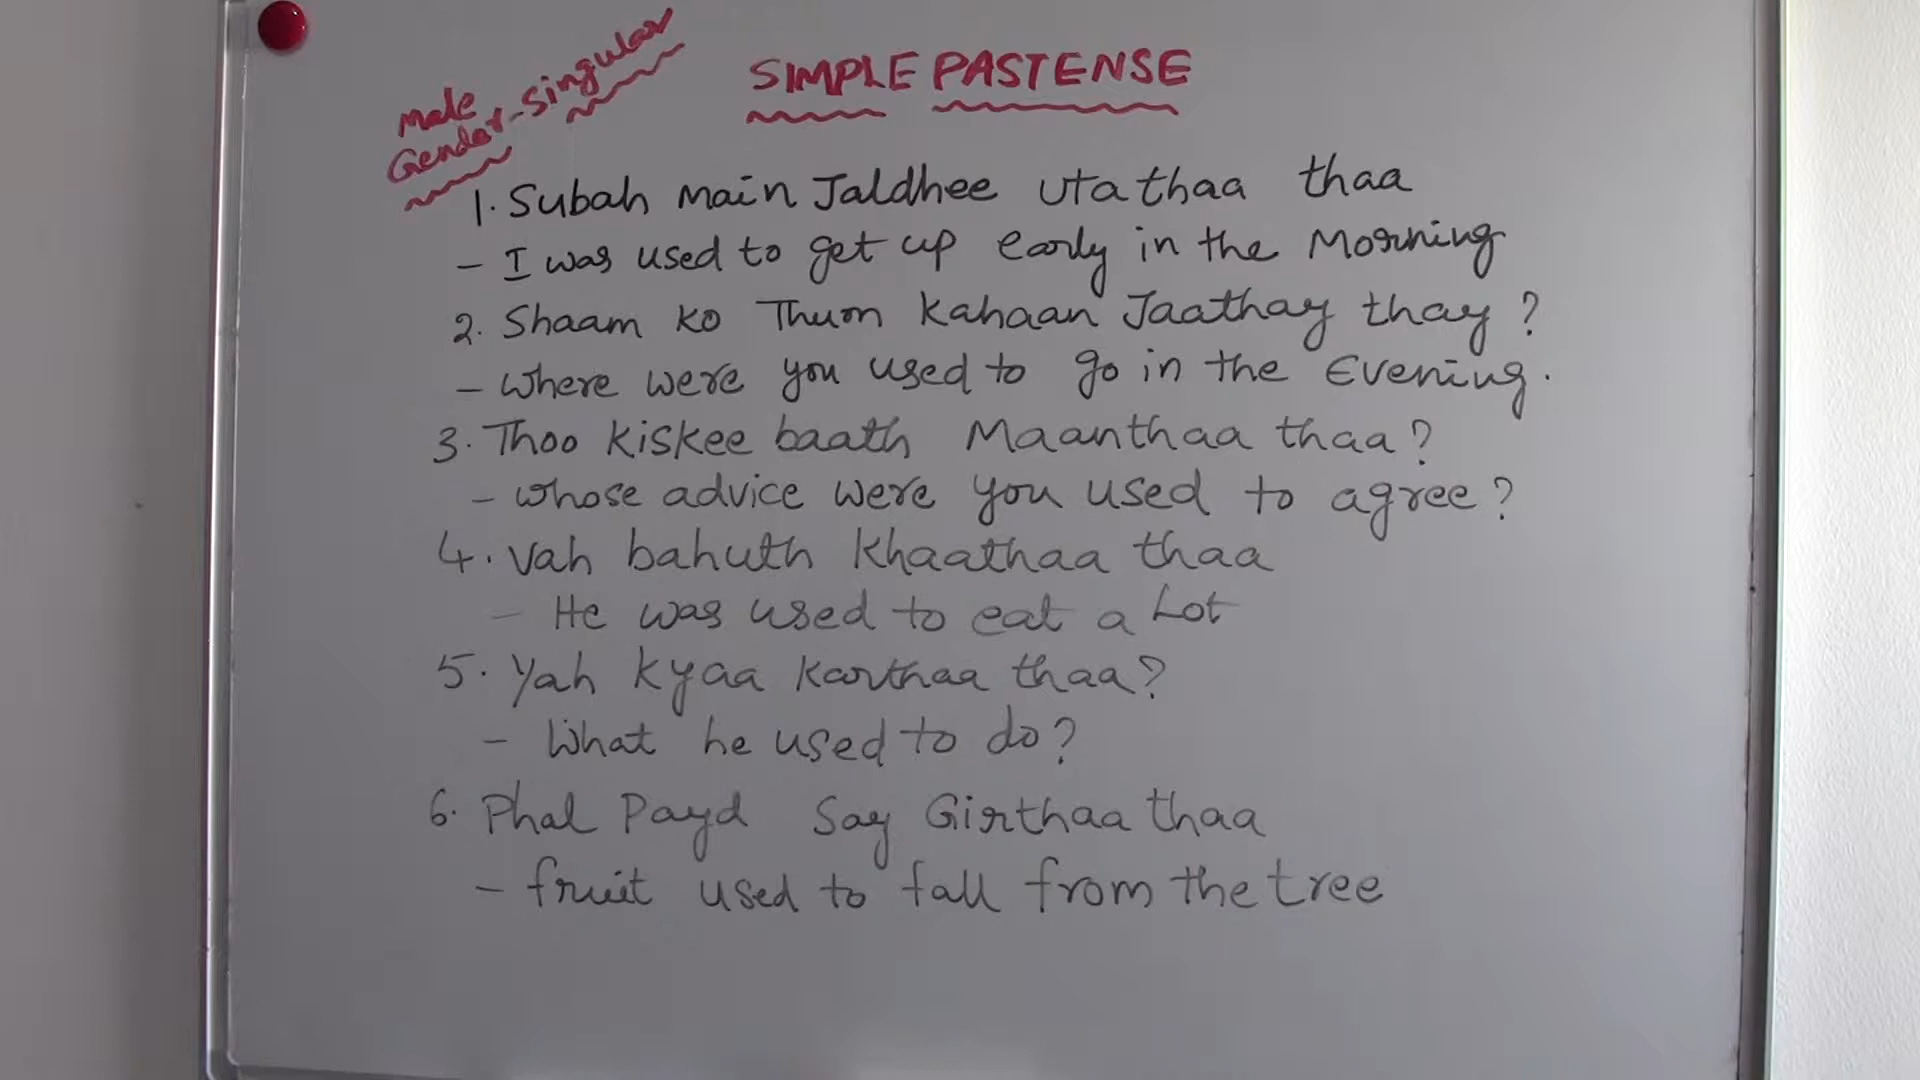 SIMPLE PASTENSE
Male
Gender-Singular
1. Subah Main Jaldhee Utathaa thaa
- I was used to get up early in the Morning
2. Shaam Ko Thum Kahaan Jaathay thay?
- Where were you used to go in the Evening.
3. Thoo Kiskee baath Maanthaa thaa?
- Whose advice were you used to agree?
4. Vah bahuth Khaathaa thaa
- He was used to eat a Lot
5. Yah Kyaa Karthaa thaa?
- What he used to do?
6. Phal Payd Say Girthaa thaa
- fruit used to fall from the tree